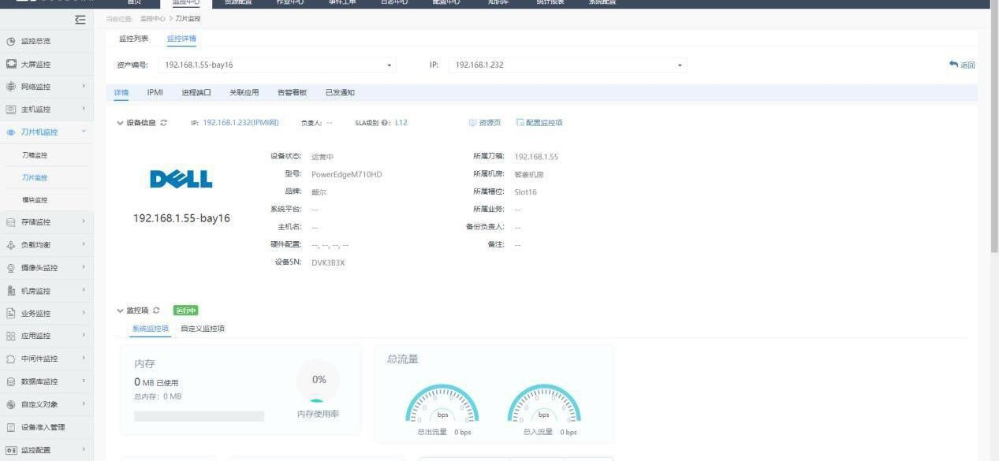 首页 监控中心 资源配置 作业中心 事件工单 日志中心 配置中心 知识库 统计报表 系统配置
当前位置: 监控中心 > 刀片监控
监控总览
大屏监控
网络监控
主机监控
刀片机监控
刀箱监控
刀片监控
模块监控
存储监控
负载均衡
摄像头监控
机房监控
业务监控
应用监控
中间件监控
数据库监控
自定义对象
设备准入管理
监控配置
监控列表 监控详情
资产编号: 192.168.1.55-bay16 IP: 192.168.1.232 返回
详情 IPMI 进程端口 关联应用 告警看板 已发通知
设备信息 IP: 192.168.1.232(IPMI网) 负责人: -- SLA级别 : L12 资源页 配置监控项
DELL
192.168.1.55-bay16
设备状态: 运营中 所属刀箱: 192.168.1.55
型号: PowerEdgeM710HD 所属机房: 智象机房
品牌: 戴尔 所属槽位: Slot16
系统平台: -- 所属业务: --
主机名: -- 备份负责人: --
硬件配置: --, --, --, -- 备注: --
设备SN: DVK3B3X
监控项 运行中
系统监控项 自定义监控项
内存
0 MB 已使用
总内存: 0 MB
0%
内存使用率
总流量
0 0 0 0
bps bps
0 0 0 0
总出流量 0 bps 总入流量 0 bps